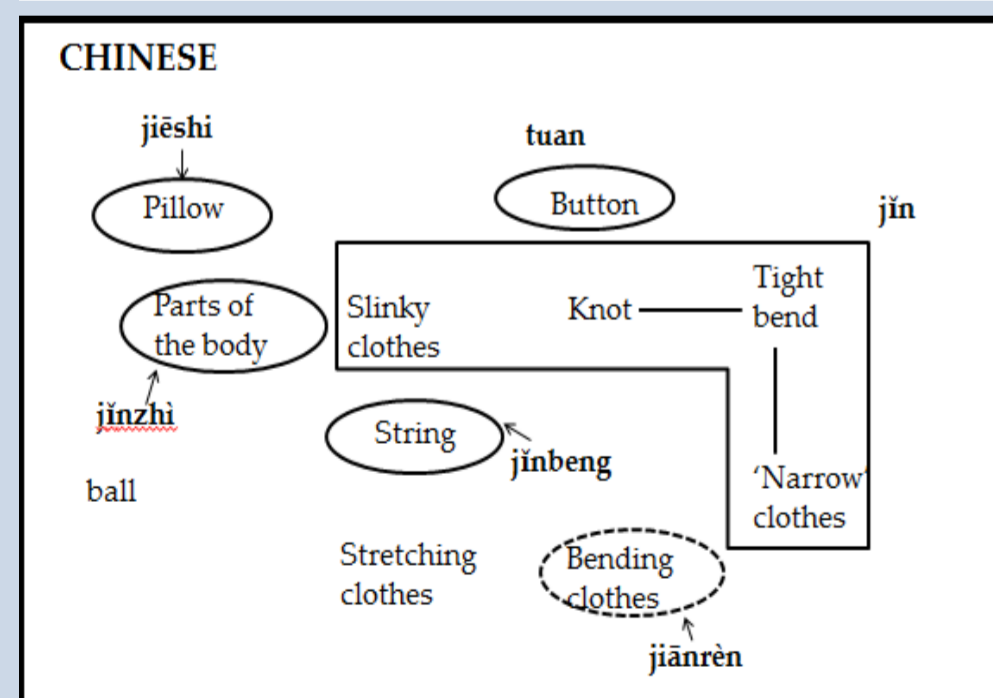 CHINESE
jiēshi
tuan
Pillow
Button
jǐn
Parts of
the body
Slinky
clothes
Knot
Tight
bend
jǐnzhì
String
jǐnbeng
ball
'Narrow'
clothes
Stretching
clothes
Bending
clothes
jiānrèn